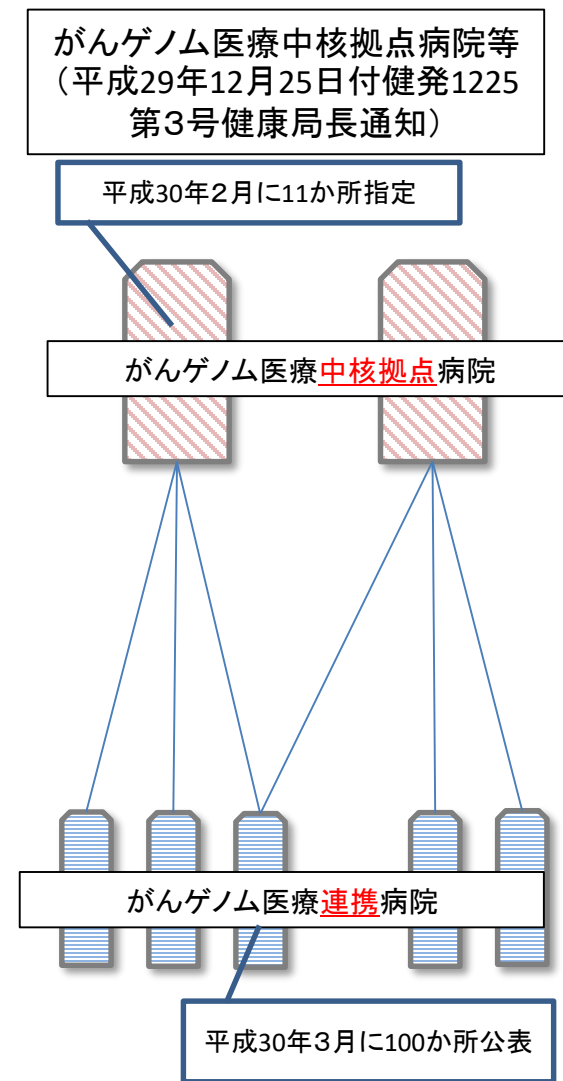 がんゲノム医療中核拠点病院等
（平成29年12月25日付健発1225
第３号健康局長通知）
平成30年２月に11か所指定
がんゲノム医療中核拠点病院
がんゲノム医療連携病院
平成30年３月に100か所公表